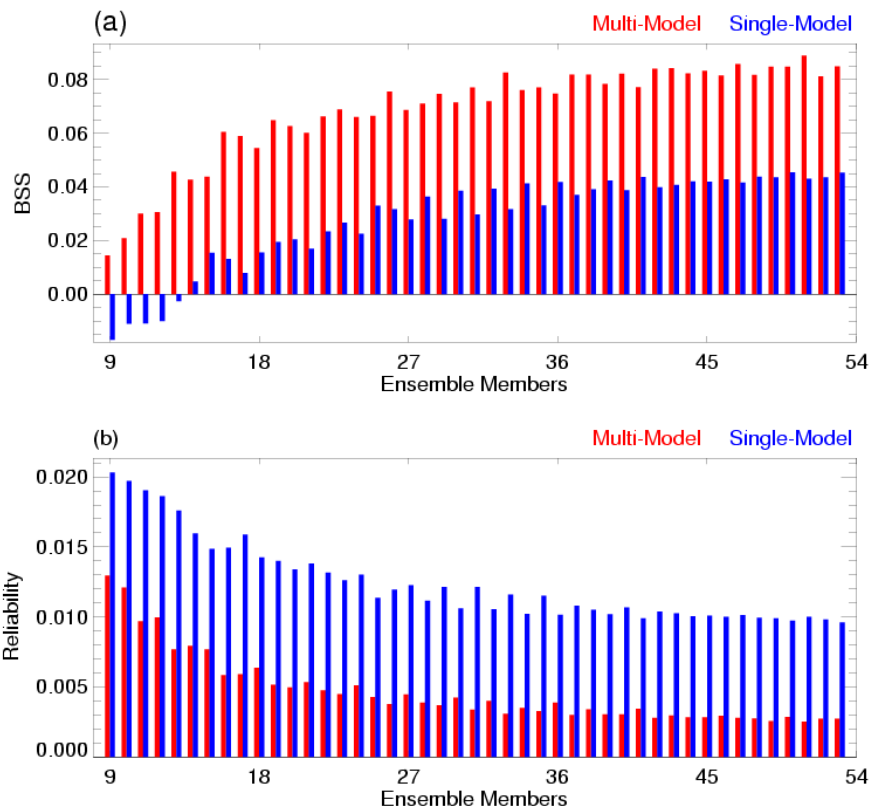 (a)
Multi-Model Single-Model
BSS
0.08
0.06
0.04
0.02
0.00
9 18 27 36 45 54
Ensemble Members
(b)
Multi-Model Single-Model
Reliability
0.020
0.015
0.010
0.005
0.000
9 18 27 36 45 54
Ensemble Members